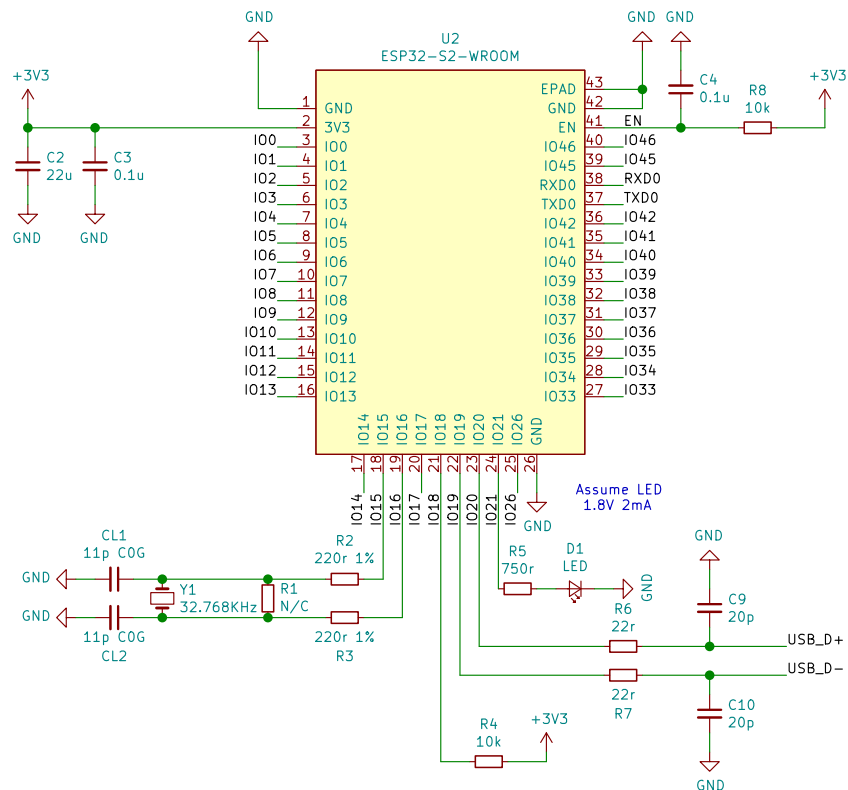 GND
GND
GND
U2
ESP32-S2-WROOM
+3V3
+3V3
C4
0.1u
R8
10k
C2
22u
C3
0.1u
GND
GND
1 GND
2 3V3
IO0 3 IO0
IO1 4 IO1
IO2 5 IO2
IO3 6 IO3
IO4 7 IO4
IO5 8 IO5
IO6 9 IO6
IO7 10 IO7
IO8 11 IO8
IO9 12 IO9
IO10 13 IO10
IO11 14 IO11
IO12 15 IO12
IO13 16 IO13
EPAD 43
GND 42
EN 41 EN
IO46 40 IO46
IO45 39 IO45
RXD0 38 RXD0
TXD0 37 TXD0
IO42 36 IO42
IO41 35 IO41
IO40 34 IO40
IO39 33 IO39
IO38 32 IO38
IO37 31 IO37
IO36 30 IO36
IO35 29 IO35
IO34 28 IO34
IO33 27 IO33
IO14 17 IO14
IO15 18 IO15
IO16 19 IO16
IO17 20 IO17
IO18 21 IO18
IO19 22 IO19
IO20 23 IO20
IO21 24 IO21
IO26 25 IO26
GND 26
GND
Assume LED
1.8V 2mA
CL1
11p C0G
GND
GND
11p C0G
CL2
Y1
32.768KHz
R1
N/C
R2
220r 1%
220r 1%
R3
R5
750r
D1
LED
GND
R6
22r
22r
R7
GND
C9
20p
USB_D+
USB_D-
C10
20p
GND
R4
10k
+3V3